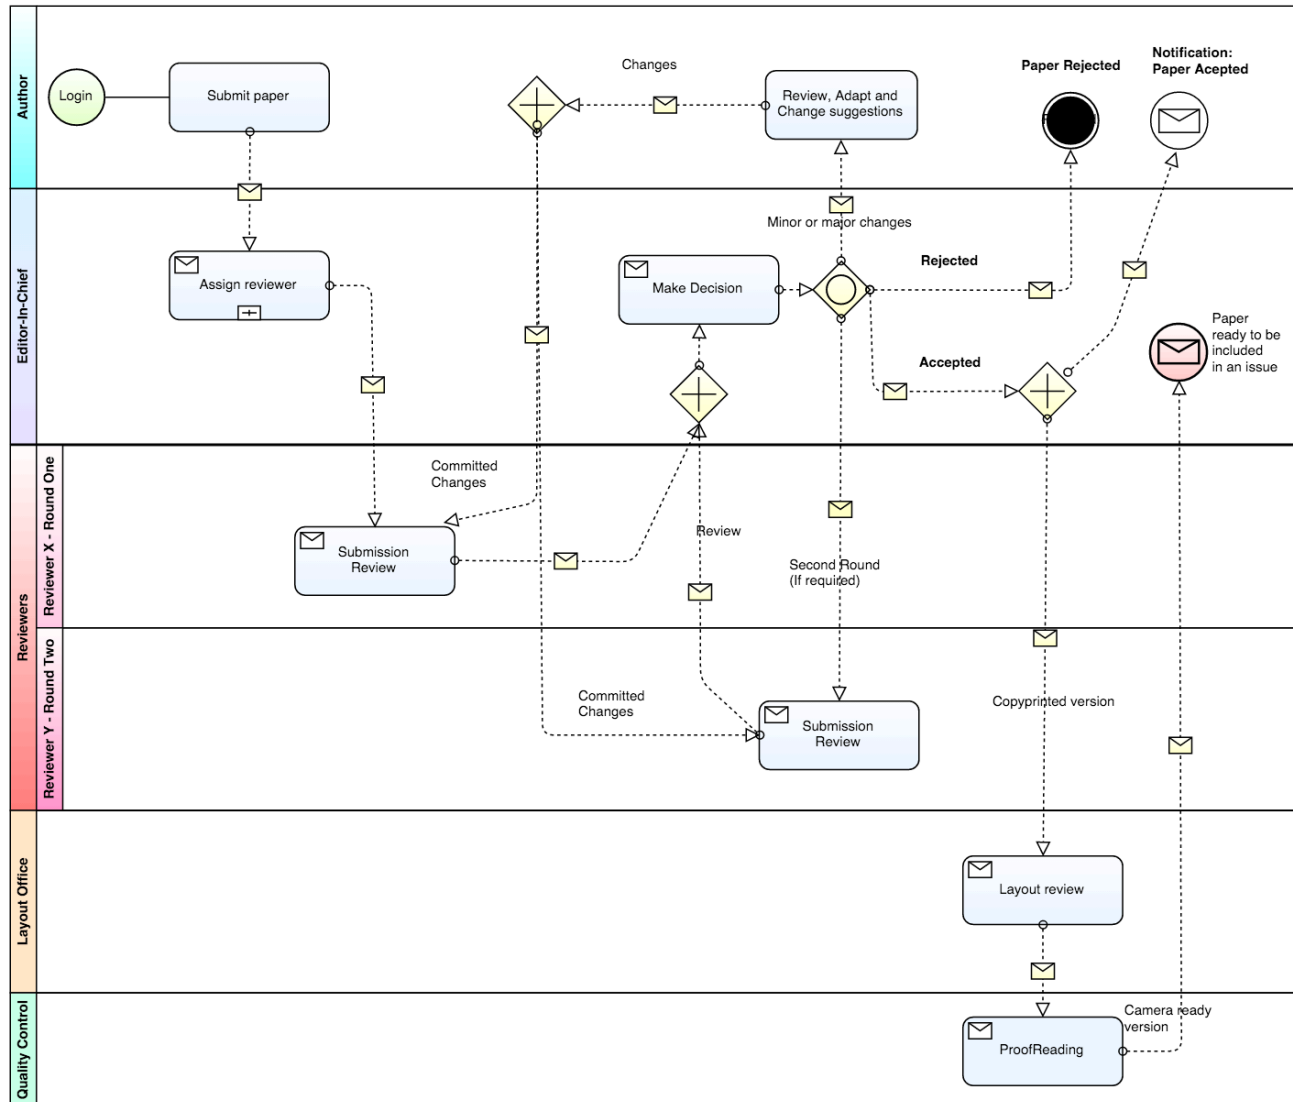 Author
Login
Submit paper
Changes
Review, Adapt and
Change suggestions
Paper Rejected
Notification:
Paper Acepted
Editor-In-Chief
Assign reviewer
Make Decision
Minor or major changes
Rejected
Accepted
Paper
ready to be
included
in an issue
Reviewers
Reviewer X - Round One
Committed
Changes
Submission
Review
Review
Second Round
(If required)
Reviewer Y - Round Two
Committed
Changes
Submission
Review
Copyprinted version
Layout Office
Layout review
Quality Control
ProofReading
Camera ready
version